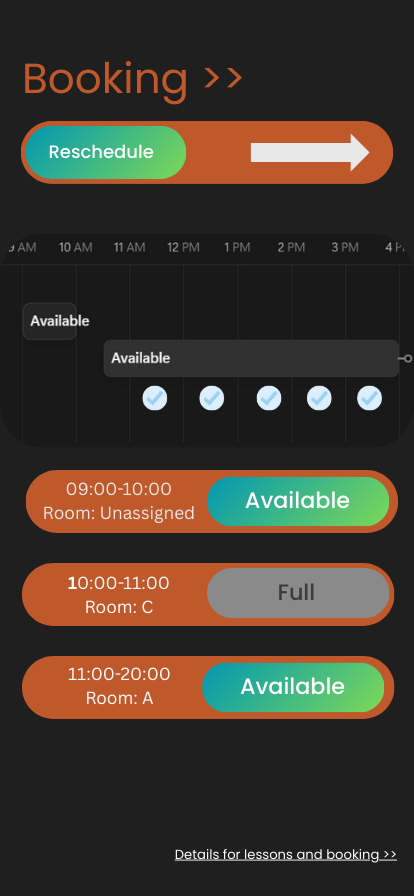 Booking >>
Reschedule
9 AM 10 AM 11 AM 12 PM 1 PM 2 PM 3 PM 4 P
Available
Available
09:00-10:00
Room: Unassigned
Available
10:00-11:00
Room: C
Full
11:00-20:00
Room: A
Available
Details for lessons and booking >>